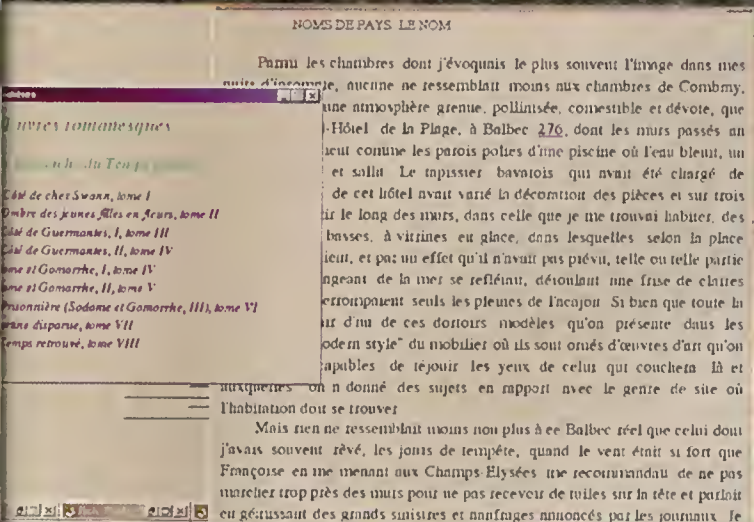 NOMS DE PAYS LE NOM
Parmi les chambres dont j'évoquais le plus souvent l'image dans mes
nuits d'insomnie, aucune ne ressemblait moins aux chambres de Combray,
une atmosphère grenue, pollinisée, comestible et dévote, que
-Hôtel de la Plage, à Balbec 276, dont les murs passés au
comme les parois polies d'une piscine où l'eau bleuit, un
et salin. Le tapissier bavarois qui avait été chargé de
de cet hôtel avait varié la décoration des pièces et sur trois
ir le long des murs, dans celle que je me trouvai habiter, des
basses, à vitrines en glace, dans lesquelles selon la place
ient, et par un effet qu'il n'avait pas prévu, telle ou telle partie
ngeant de la mer se reflétait, déroulant une frise de claires
errompaient seuls les pleines de l'acajou Si bien que toute la
ir d'un de ces dortoirs modèles qu'on présente dans les
odern style" du mobilier où ils sont ornés d'œuvres d'art qu'on
apables de réjouir les yeux de celui qui couchera là et
auxquelles on a donné des sujets en rapport avec le genre de site où
l'habitation doit se trouver
Mais rien ne ressemblait moins non plus à ce Balbec réel que celui dont
j'avais souvent rêvé, les jours de tempête, quand le vent était si fort que
Françoise en me menant aux Champs-Elysées me recommandait de ne pas
marcher trop près des murs pour ne pas recevoir de tuiles sur la tête et parlait
en gémissant des grands sinistres et naufrages annoncés par les journaux. Je
uvres romanesques
du Temps
Côté de chez Swann, tome I
Ombre des jeunes filles en fleurs, tome II
Côté de Guermantes, I, tome III
Côté de Guermantes, II, tome IV
ome et Gomorrhe, I, tome IV
ome et Gomorrhe, II, tome V
risonnière (Sodome et Gomorrhe, III), tome VI
disparue, tome VII
Temps retrouvé, tome VIII